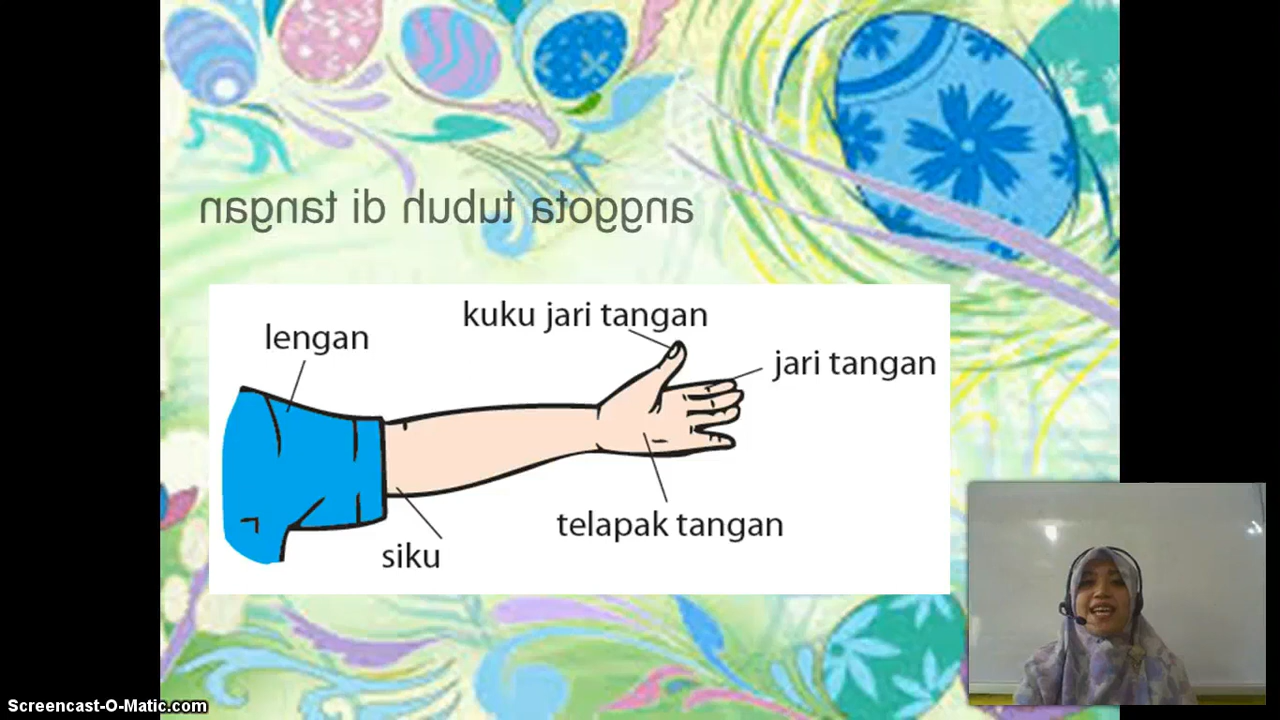 anggota tubuh di tangan
kuku jari tangan
lengan
jari tangan
telapak tangan
siku
Screencast-O-Matic.com